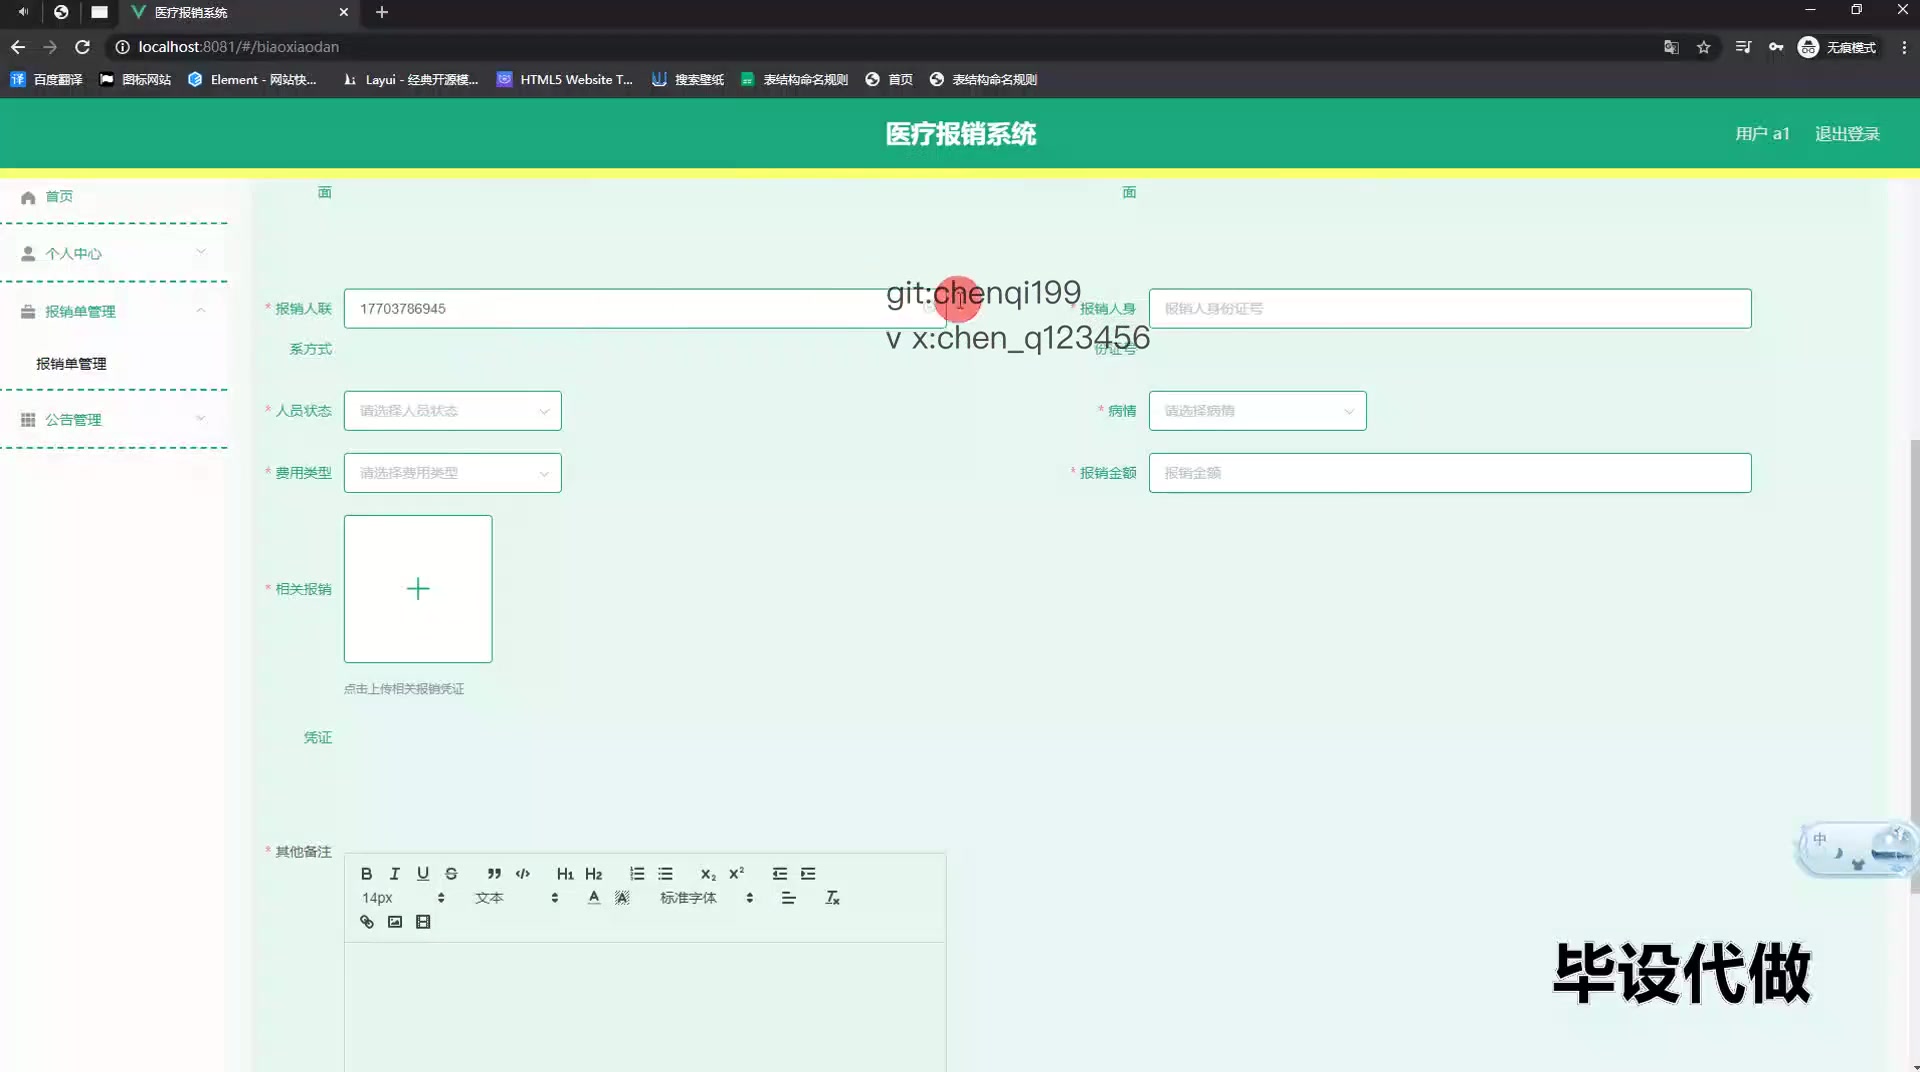 医疗报销系统
localhost:8081/#/biaoxiaodan
无痕模式
百度翻译
图标网站
Element - 网站快...
Layui - 经典开源模...
HTML5 Website T...
搜索壁纸
表结构命名规则
首页
表结构命名规则
医疗报销系统
用户 a1
退出登录
首页
个人中心
报销单管理
报销单管理
公告管理
面
面
* 报销人联系方式
17703786945
* 报销人身份证号
报销人身份证号
git:chenqi199
v x:chen_q123456
* 人员状态
请选择人员状态
* 病情
请选择病情
* 费用类型
请选择费用类型
* 报销金额
报销金额
* 相关报销
点击上传相关报销凭证
凭证
* 其他备注
B I U S
H1 H2
X2 X2
14px
文本
A A
标准字体
Tx
中
毕设代做